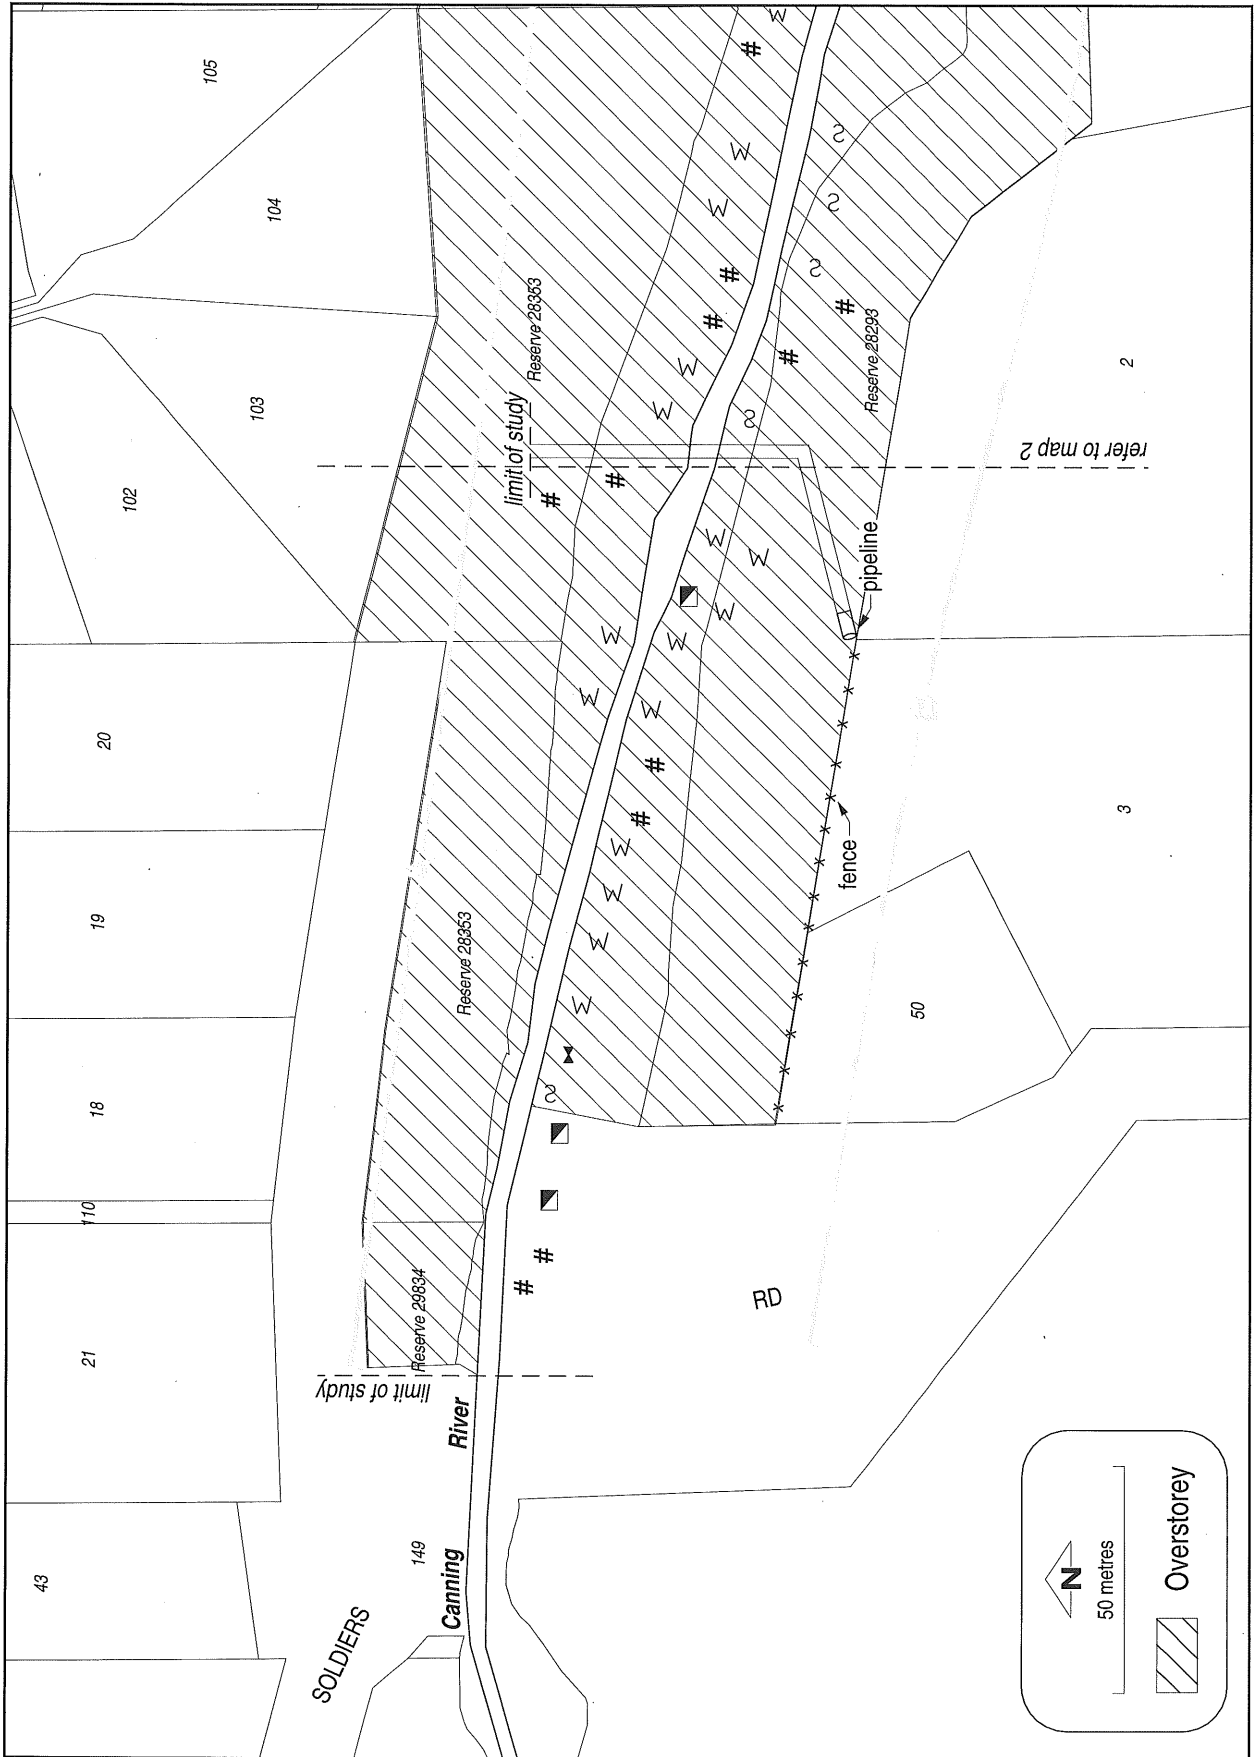 43
21
110
18
19
20
102
103
104
105
SOLDIERS
149
Canning River
limit of study
Reserve 29834
Reserve 28353
limit of study
Reserve 28353
#
#
S
W
W
W
W
#
#
W
W
W
W
W
W
W
#
#
W
W
#
#
W
W
#
W
S
#
#
S
S
S
Reserve 28293
RD
fence
pipeline
50
3
2
refer to map 2
N
50 metres
Overstorey